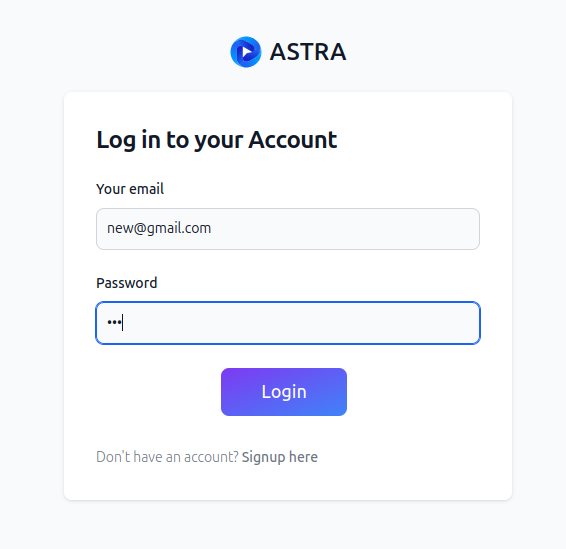 ASTRA
Log in to your Account
Your email
new@gmail.com
Password
•••
Login
Don't have an account? Signup here